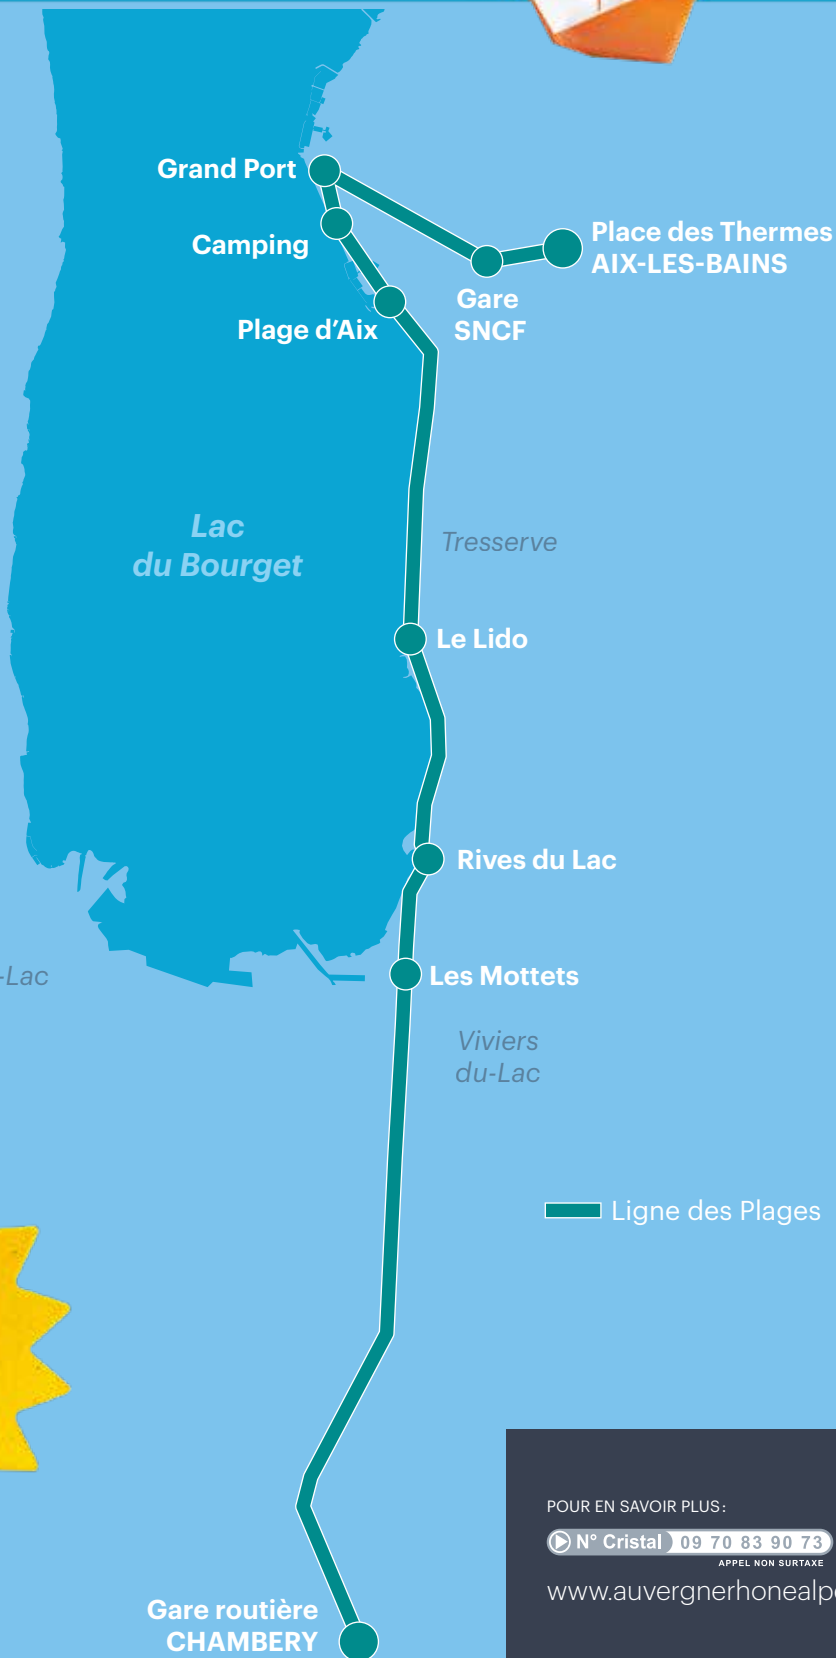 Grand Port
Place des Thermes
AIX-LES-BAINS
Camping
Gare
SNCF
Plage d'Aix
Lac
du Bourget
Tresserve
Le Lido
Rives du Lac
-Lac
Les Mottets
Viviers
du-Lac
Ligne des Plages
POUR EN SAVOIR PLUS :
N° Cristal 09 70 83 90 73
APPEL NON SURTAXE
www.auvergnerhonealp
Gare routière
CHAMBERY